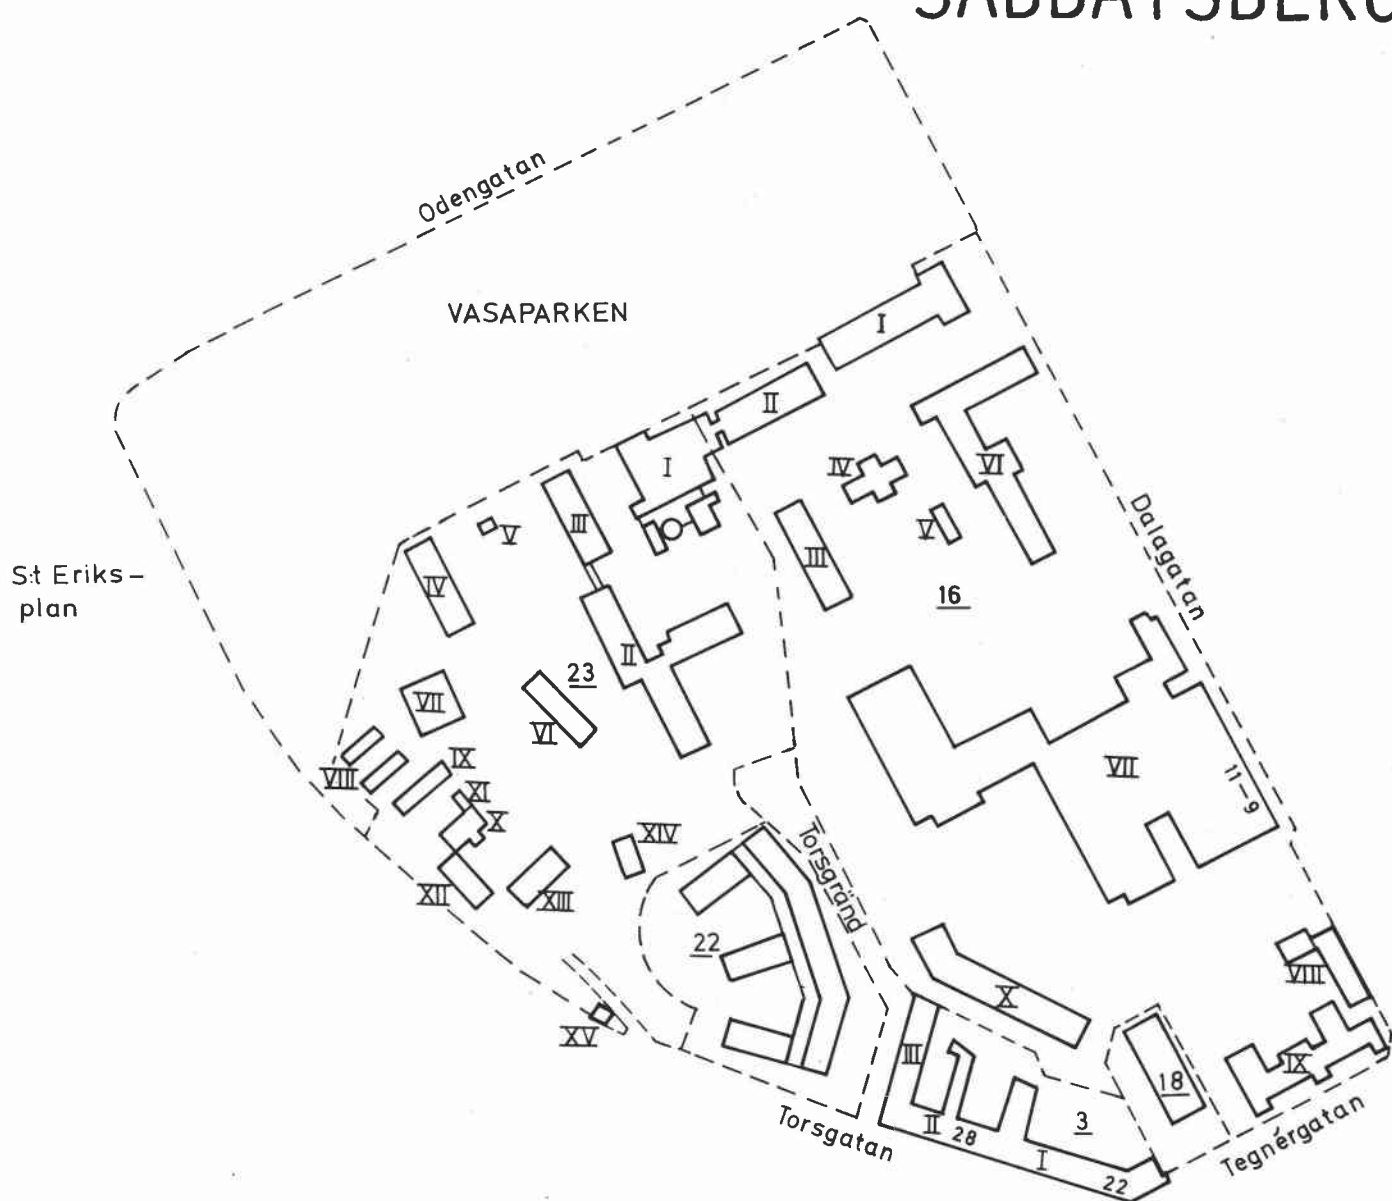 SABBATSBERG
Odengatan
VASAPARKEN
I
II
I
IV
VI
III
V
V
III
Dalagatan
S:t Eriks-
plan
IV
16
II
23
VII
VI
VII
11-9
IX
VIII
XI
X
XIV
Torsgränd
XII
XIII
22
VIII
X
XV
III
IX
18
II
28
3
Torsgatan
I
22
Tegnérgatan